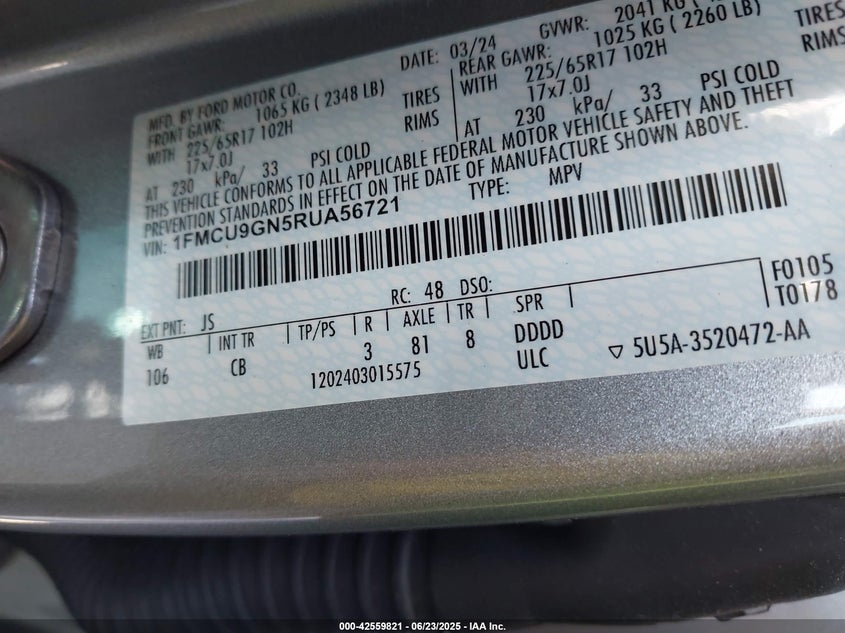 MFD. BY FORD MOTOR CO.
DATE: 03/24
GVWR: 2041 KG
FRONT GAWR: 1065 KG ( 2348 LB)
REAR GAWR: 1025 KG ( 2260 LB)
WITH 225/65R17 102H TIRES
WITH 225/65R17 102H TIRES
17x7.0J RIMS
17x7.0J RIMS
AT 230 kPa/ 33 PSI COLD
AT 230 kPa/ 33 PSI COLD
THIS VEHICLE CONFORMS TO ALL APPLICABLE FEDERAL MOTOR VEHICLE SAFETY AND THEFT
PREVENTION STANDARDS IN EFFECT ON THE DATE OF MANUFACTURE SHOWN ABOVE.
VIN: 1FMCU9GN5RUA56721
TYPE: MPV
F0105
T0178
EXT PNT: JS RC: 48 DSO:
WB INT TR TP/PS R AXLE TR SPR
106 CB 3 81 8 DDDD
1202403015575 ULC
▽ 5U5A-3520472-AA
000-42559821 | 06/23/2025 - IAA Inc.